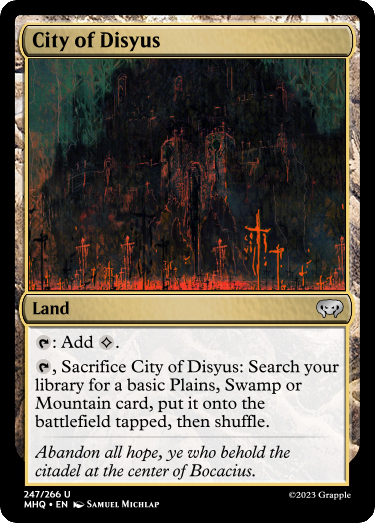 City of Disyus
Land
: Add .
, Sacrifice City of Disyus: Search your
library for a basic Plains, Swamp or
Mountain card, put it onto the
battlefield tapped, then shuffle.
Abandon all hope, ye who behold the
citadel at the center of Bocacius.
247/266 U
MHQ • EN Samuel Michlap
©2023 Grapple